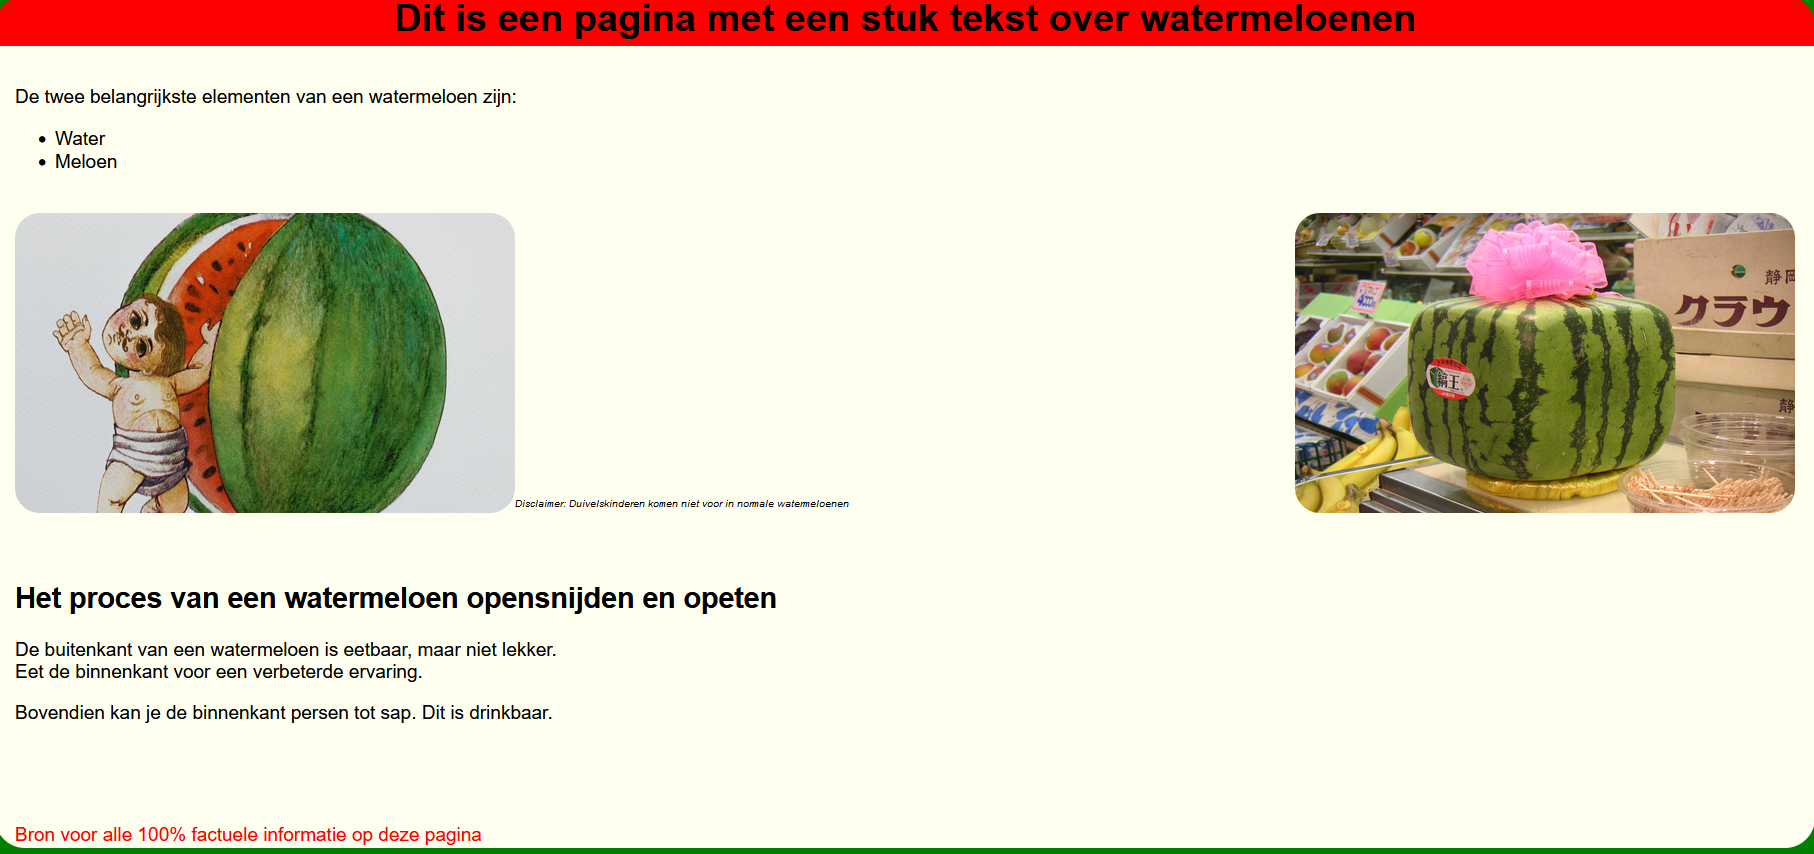 Dit is een pagina met een stuk tekst over watermeloenen
De twee belangrijkste elementen van een watermeloen zijn:
Water
Meloen
静岡
クラウ
静
4000
縞王
Disclaimer: Duivelskinderen komen niet voor in normale watermeloenen
Het proces van een watermeloen opensnijden en opeten
De buitenkant van een watermeloen is eetbaar, maar niet lekker.
Eet de binnenkant voor een verbeterde ervaring.
Bovendien kan je de binnenkant persen tot sap. Dit is drinkbaar.
Bron voor alle 100% factuele informatie op deze pagina